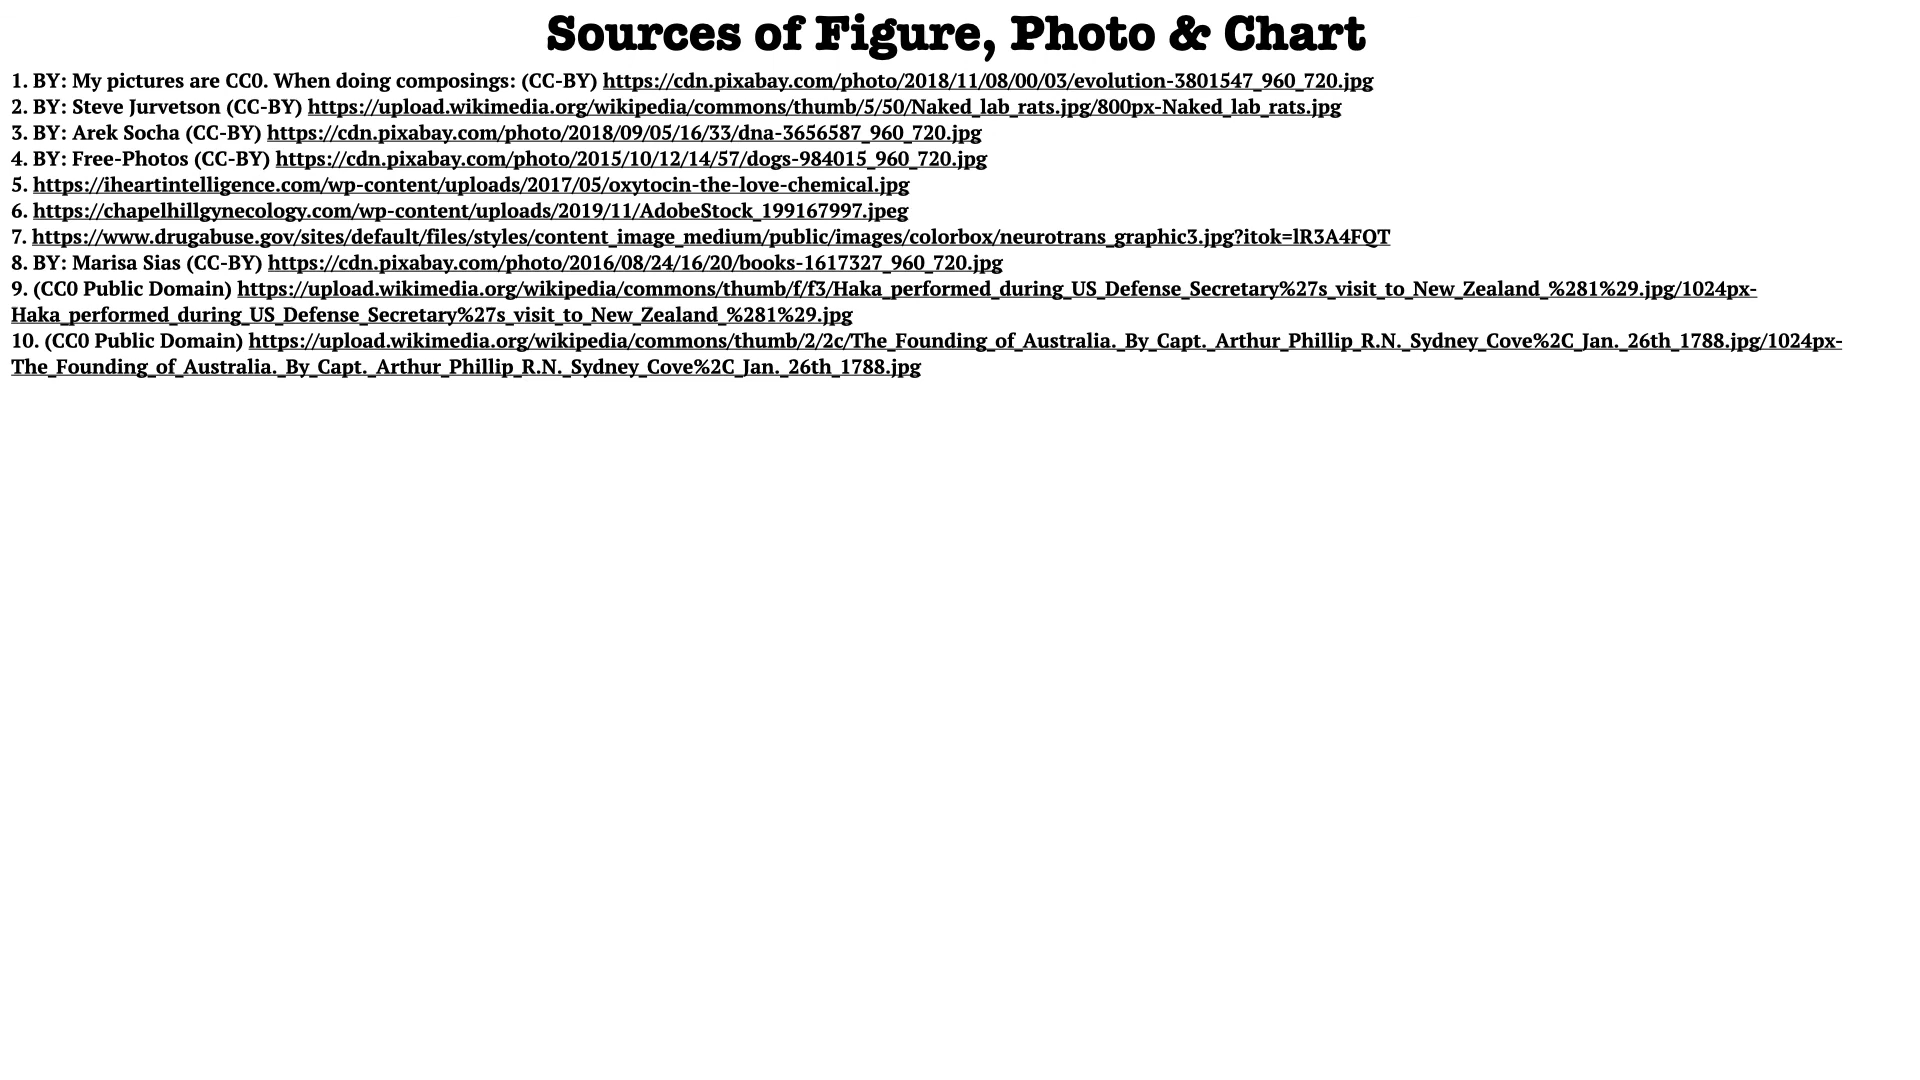 Sources of Figure, Photo & Chart
1. BY: My pictures are CC0. When doing composings: (CC-BY) https://cdn.pixabay.com/photo/2018/11/08/00/03/evolution-3801547_960_720.jpg
2. BY: Steve Jurvetson (CC-BY) https://upload.wikimedia.org/wikipedia/commons/thumb/5/50/Naked_lab_rats.jpg/800px-Naked_lab_rats.jpg
3. BY: Arek Socha (CC-BY) https://cdn.pixabay.com/photo/2018/09/05/16/33/dna-3656587_960_720.jpg
4. BY: Free-Photos (CC-BY) https://cdn.pixabay.com/photo/2015/10/12/14/57/dogs-984015_960_720.jpg
5. https://iheartintelligence.com/wp-content/uploads/2017/05/oxytocin-the-love-chemical.jpg
6. https://chapelhillgynecology.com/wp-content/uploads/2019/11/AdobeStock_199167997.jpeg
7. https://www.drugabuse.gov/sites/default/files/styles/content_image_medium/public/images/colorbox/neurotrans_graphic3.jpg?itok=lR3A4FQT
8. BY: Marisa Sias (CC-BY) https://cdn.pixabay.com/photo/2016/08/24/16/20/books-1617327_960_720.jpg
9. (CC0 Public Domain) https://upload.wikimedia.org/wikipedia/commons/thumb/f/f3/Haka_performed_during_US_Defense_Secretary%27s_visit_to_New_Zealand_%281%29.jpg/1024px-
Haka_performed_during_US_Defense_Secretary%27s_visit_to_New_Zealand_%281%29.jpg
10. (CC0 Public Domain) https://upload.wikimedia.org/wikipedia/commons/thumb/2/2c/The_Founding_of_Australia._By_Capt._Arthur_Phillip_R.N._Sydney_Cove%2C_Jan._26th_1788.jpg/1024px-
The_Founding_of_Australia._By_Capt._Arthur_Phillip_R.N._Sydney_Cove%2C_Jan._26th_1788.jpg